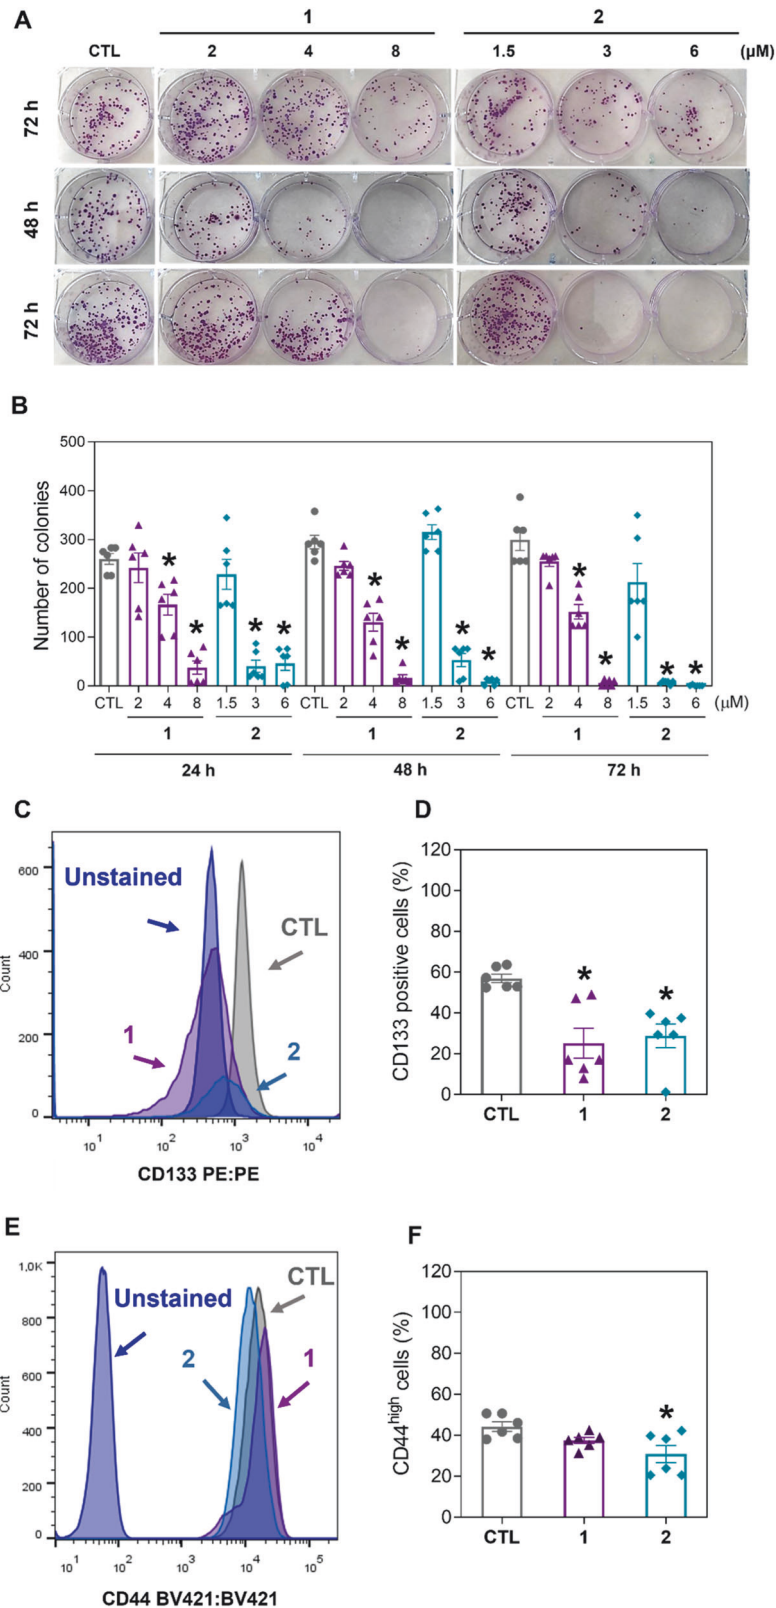 A
1
2
CTL
2
4
8
1.5
3
6
(µM)
72 h
48 h
72 h
B
Number of colonies
500
400
300
200
100
0
CTL 2 4 8 1.5 3 6 CTL 2 4 8 1.5 3 6 CTL 2 4 8 1.5 3 6 (µM)
1 2 1 2 1 2
24 h 48 h 72 h
C
Count
600
400
200
0
Unstained
CTL
1
2
10¹ 10² 10³ 10⁴
CD133 PE:PE
D
CD133 positive cells (%)
120
100
80
60
40
20
0
* *
CTL 1 2
E
Count
1,0K
800
600
400
200
0
Unstained
CTL
2
1
10¹ 10² 10³ 10⁴ 10⁵
CD44 BV421:BV421
F
CD44ʰⁱᵍʰ cells (%)
120
100
80
60
40
20
0
*
CTL 1 2